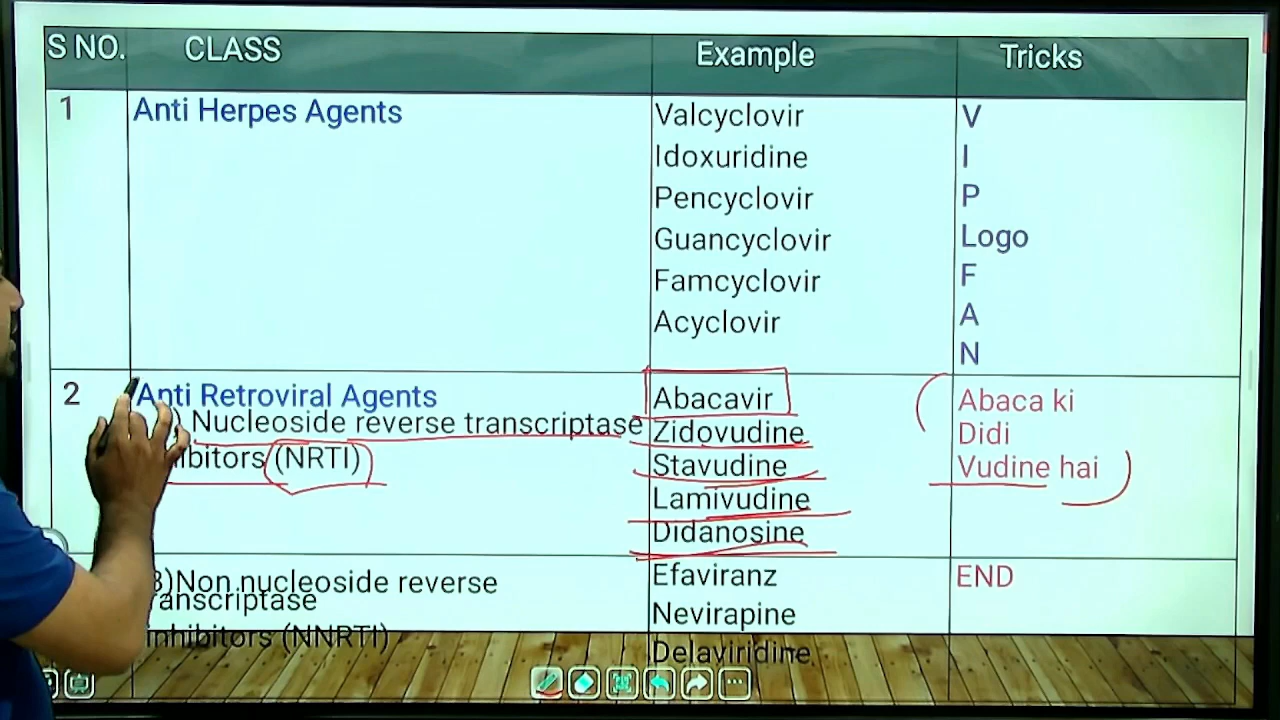 S NO. CLASS Example Tricks
1 Anti Herpes Agents Valcyclovir V
Idoxuridine I
Pencyclovir P
Guancyclovir Logo
Famcyclovir F
Acyclovir A
N
2 Anti Retroviral Agents Abacavir Abaca ki
) Nucleoside reverse transcriptase Zidovudine Didi
hibitors (NRTI) Stavudine Vudine hai
Lamivudine
Didanosine
B)Non nucleoside reverse Efaviranz END
ranscriptase
Nevirapine
inhibitors (NNRTI)
Delaviridine